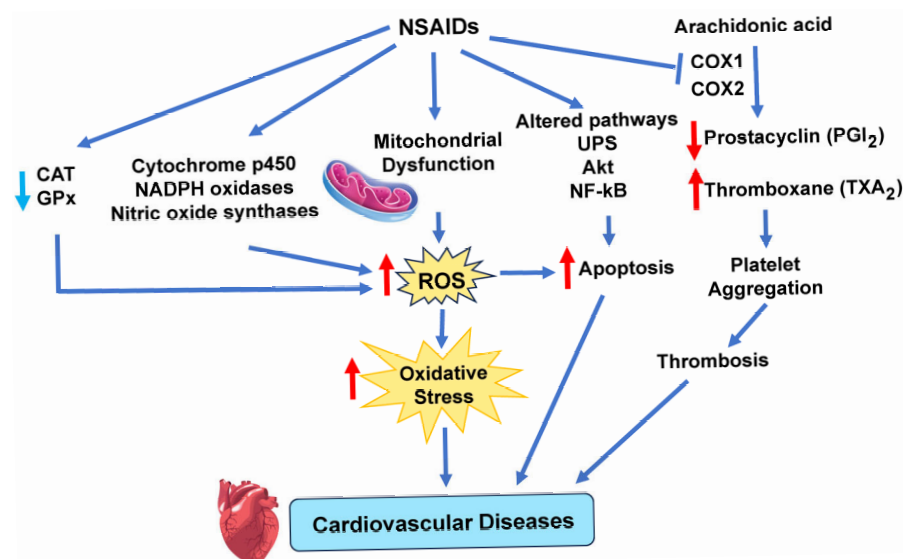 NSAIDs
Arachidonic acid
COX1
COX2
CAT
GPx
Cytochrome p450
NADPH oxidases
Nitric oxide synthases
Mitochondrial
Dysfunction
Altered pathways
UPS
Akt
NF-kB
Prostacyclin (PGI₂)
Thromboxane (TXA₂)
ROS
Apoptosis
Platelet
Aggregation
Oxidative
Stress
Thrombosis
Cardiovascular Diseases